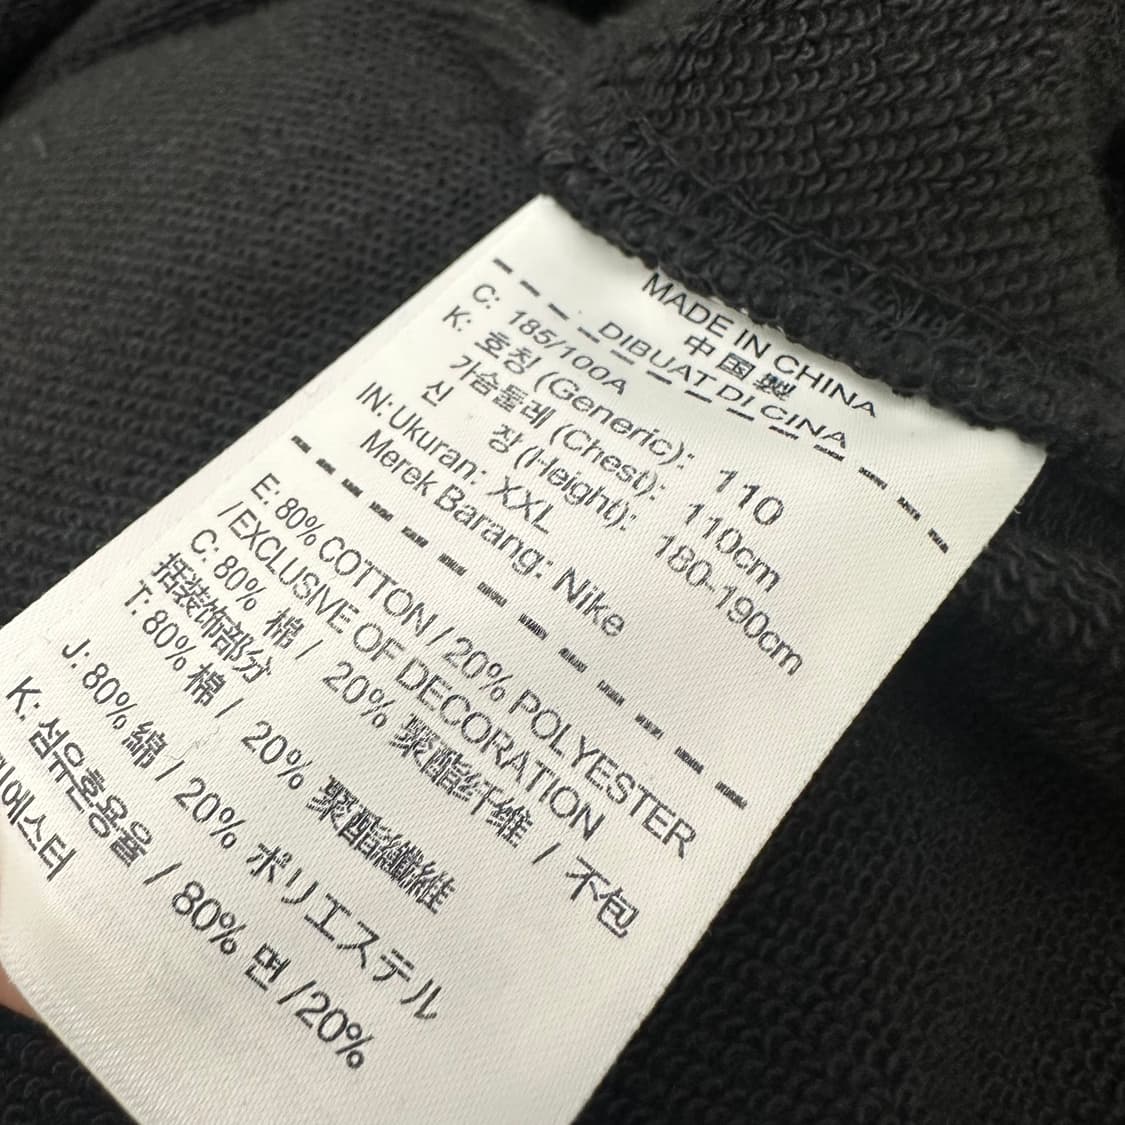 MADE IN CHINA
中国製
DIBUAT DI CINA
C: 185/100A
K: 호칭 (Generic): 110
가슴둘레 (Chest): 110cm
신 장 (Height): 180-190cm
IN: Ukuran: XXL
Merek Barang: Nike
E: 80% COTTON / 20% POLYESTER
/EXCLUSIVE OF DECORATION
C: 80% 棉 / 20% 聚酯纤维 / 不包
括装饰部分
T: 80% 棉 / 20% 聚酯纖維
J: 80% 綿 / 20% ポリエステル
K: 섬유혼용율 / 80% 면 /20%
리에스터